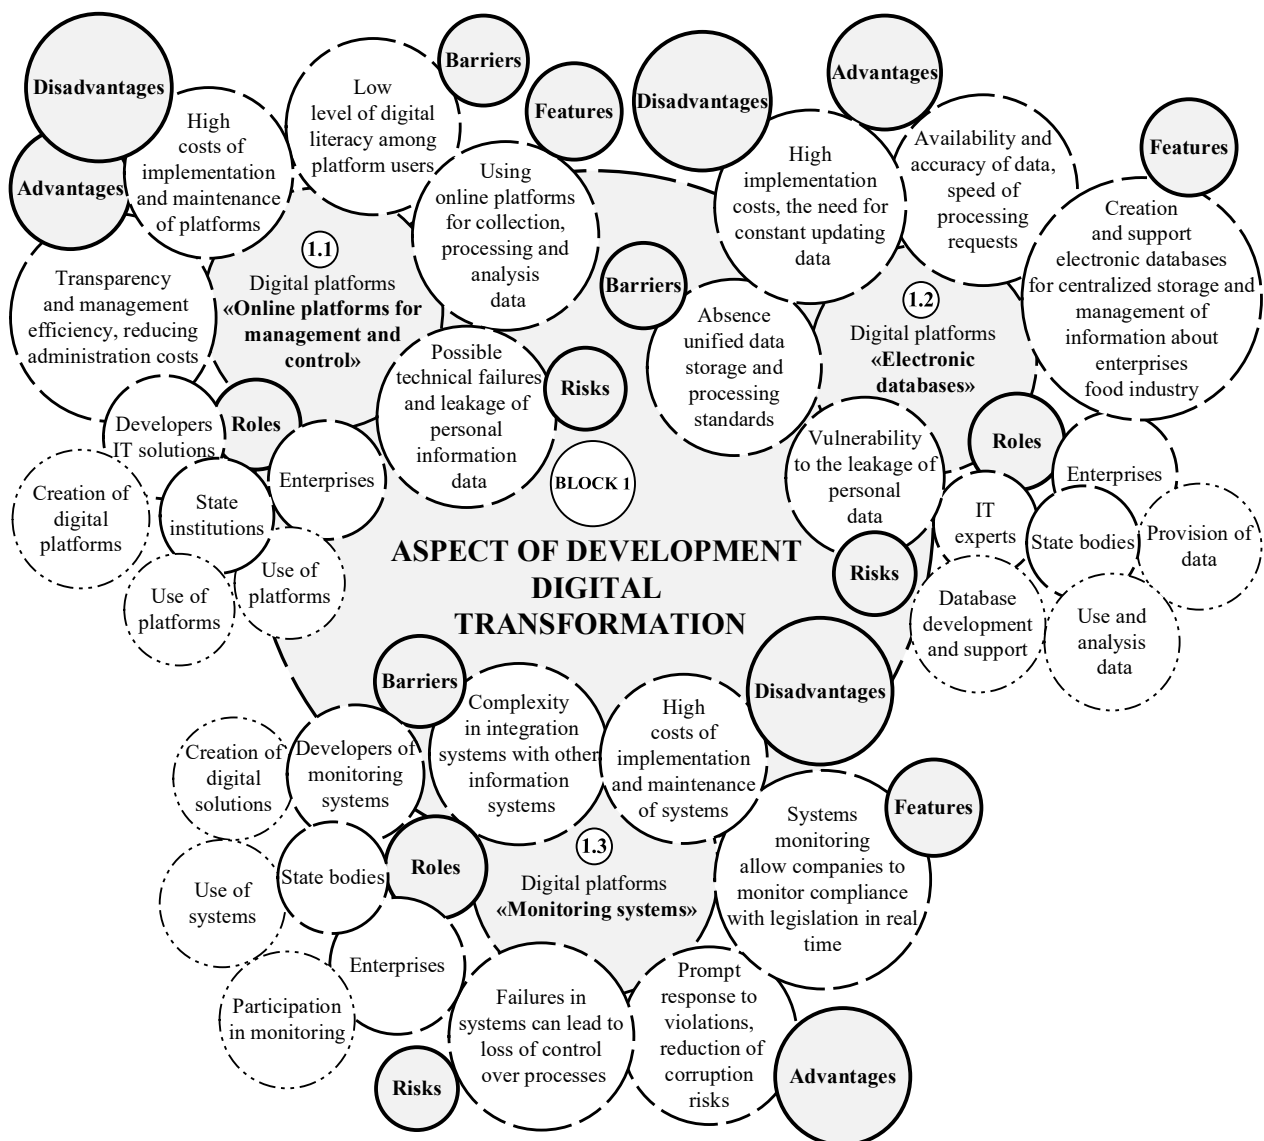 Disadvantages
Advantages
High
costs of
implementation
and maintenance
of platforms
Low
level of digital
literacy among
platform users
Barriers
Features
Using
online platforms
for collection,
processing and
analysis
data
Transparency
and management
efficiency, reducing
administration costs
1.1
Digital platforms
«Online platforms for
management and
control»
Possible
technical failures
and leakage of
personal
information
data
Risks
Roles
Developers
IT solutions
State
institutions
Enterprises
Creation of
digital
platforms
Use of
platforms
Use of
platforms
BLOCK 1
ASPECT OF DEVELOPMENT
DIGITAL
TRANSFORMATION
Disadvantages
Advantages
Features
High
implementation
costs, the need for
constant updating
data
Availability and
accuracy of data,
speed of
processing
requests
Creation
and support
electronic databases
for centralized storage and
management of
information about
enterprises
food industry
Barriers
Absence
unified data
storage and
processing
standards
1.2
Digital platforms
«Electronic
databases»
Vulnerability
to the leakage of
personal
data
Risks
Roles
IT
experts
Enterprises
State bodies
Provision of
data
Database
development
and support
Use and
analysis
data
Barriers
Complexity
in integration
systems with other
information
systems
High
costs of
implementation
and maintenance
of systems
Disadvantages
Features
Systems
monitoring
allow companies to
monitor compliance
with legislation in real
time
1.3
Digital platforms
«Monitoring systems»
Creation of
digital
solutions
Developers of
monitoring
systems
Roles
State bodies
Use of
systems
Enterprises
Participation
in monitoring
Risks
Failures in
systems can lead to
loss of control
over processes
Prompt
response to
violations,
reduction of
corruption
risks
Advantages